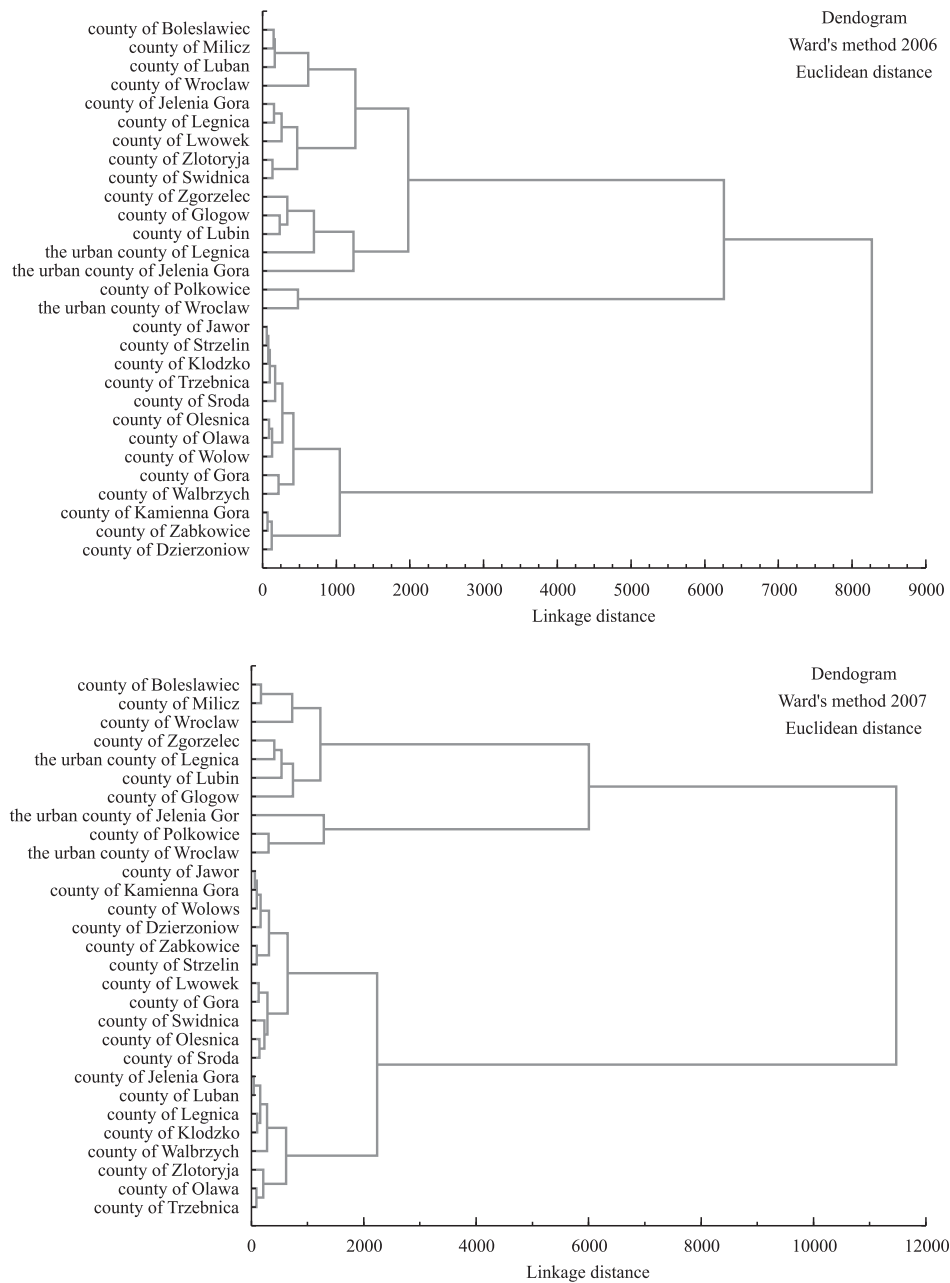 Dendogram
Ward's method 2006
Euclidean distance
county of Boleslawiec
county of Milicz
county of Luban
county of Wroclaw
county of Jelenia Gora
county of Legnica
county of Lwowek
county of Zlotoryja
county of Swidnica
county of Zgorzelec
county of Glogow
county of Lubin
the urban county of Legnica
the urban county of Jelenia Gora
county of Polkowice
the urban county of Wroclaw
county of Jawor
county of Strzelin
county of Klodzko
county of Trzebnica
county of Sroda
county of Olesnica
county of Olawa
county of Wolow
county of Gora
county of Walbrzych
county of Kamienna Gora
county of Zabkowice
county of Dzierzoniow
0 1000 2000 3000 4000 5000 6000 7000 8000 9000
Linkage distance
Dendogram
Ward's method 2007
Euclidean distance
county of Boleslawiec
county of Milicz
county of Wroclaw
county of Zgorzelec
the urban county of Legnica
county of Lubin
county of Glogow
the urban county of Jelenia Gor
county of Polkowice
the urban county of Wroclaw
county of Jawor
county of Kamienna Gora
county of Wolows
county of Dzierzoniow
county of Zabkowice
county of Strzelin
county of Lwowek
county of Gora
county of Swidnica
county of Olesnica
county of Sroda
county of Jelenia Gora
county of Luban
county of Legnica
county of Klodzko
county of Walbrzych
county of Zlotoryja
county of Olawa
county of Trzebnica
0 2000 4000 6000 8000 10000 12000
Linkage distance